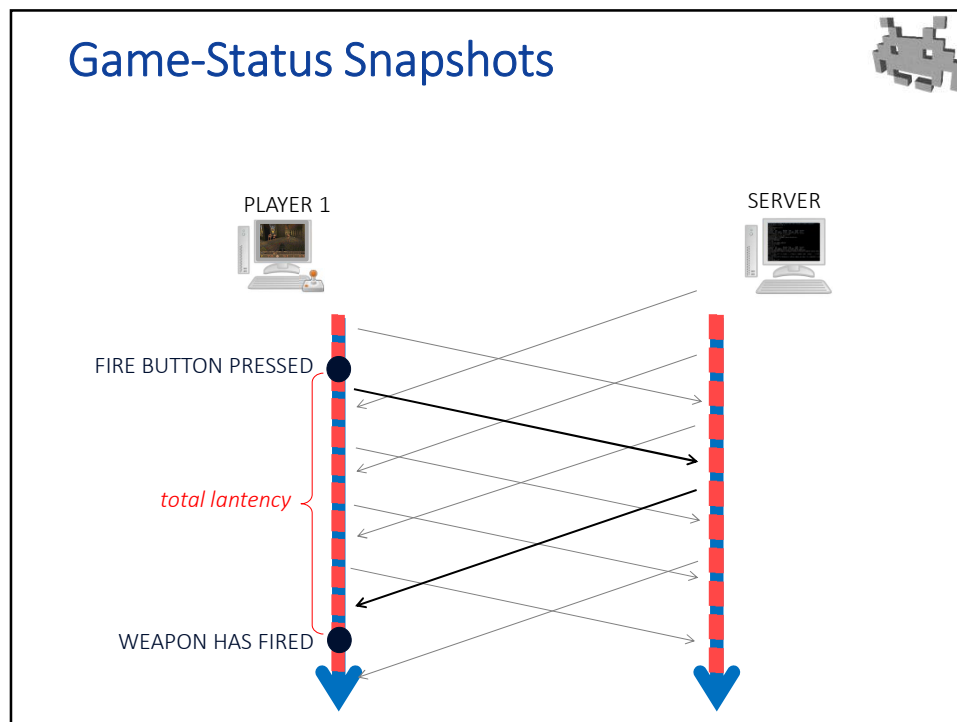 Game-Status Snapshots
PLAYER 1
SERVER
FIRE BUTTON PRESSED
total lantency
WEAPON HAS FIRED